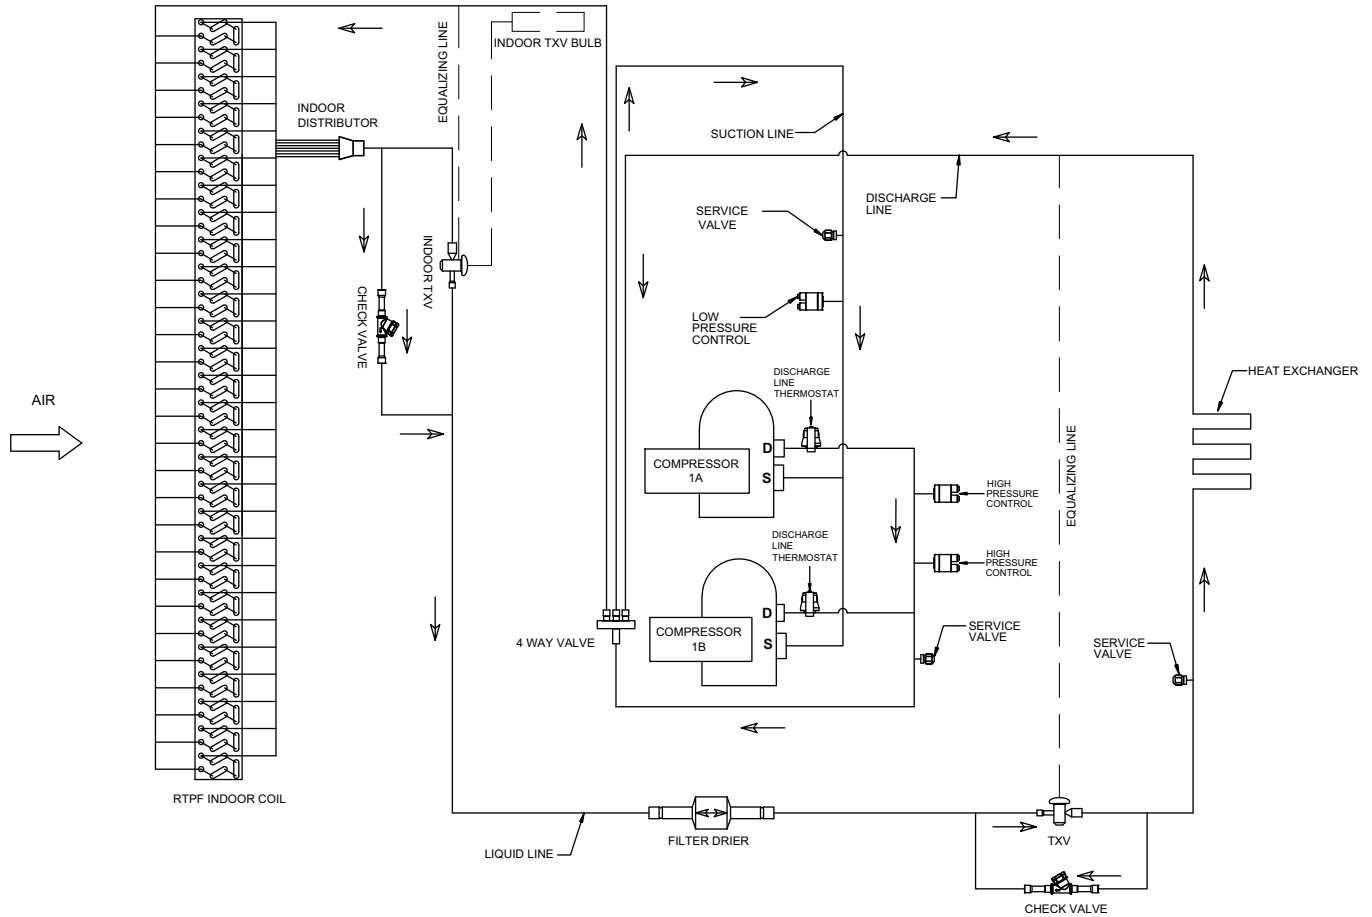 INDOOR TXV BULB
EQUALIZING LINE
INDOOR
DISTRIBUTOR
SUCTION LINE
DISCHARGE
LINE
SERVICE
VALVE
INDOOR TXV
CHECK VALVE
LOW
PRESSURE
CONTROL
HEAT EXCHANGER
DISCHARGE
LINE
THERMOSTAT
AIR
D
COMPRESSOR
1A
S
EQUALIZING LINE
HIGH
PRESSURE
CONTROL
DISCHARGE
LINE
THERMOSTAT
HIGH
PRESSURE
CONTROL
D
COMPRESSOR
1B
S
4 WAY VALVE
SERVICE
VALVE
SERVICE
VALVE
RTPF INDOOR COIL
FILTER DRIER
TXV
LIQUID LINE
CHECK VALVE